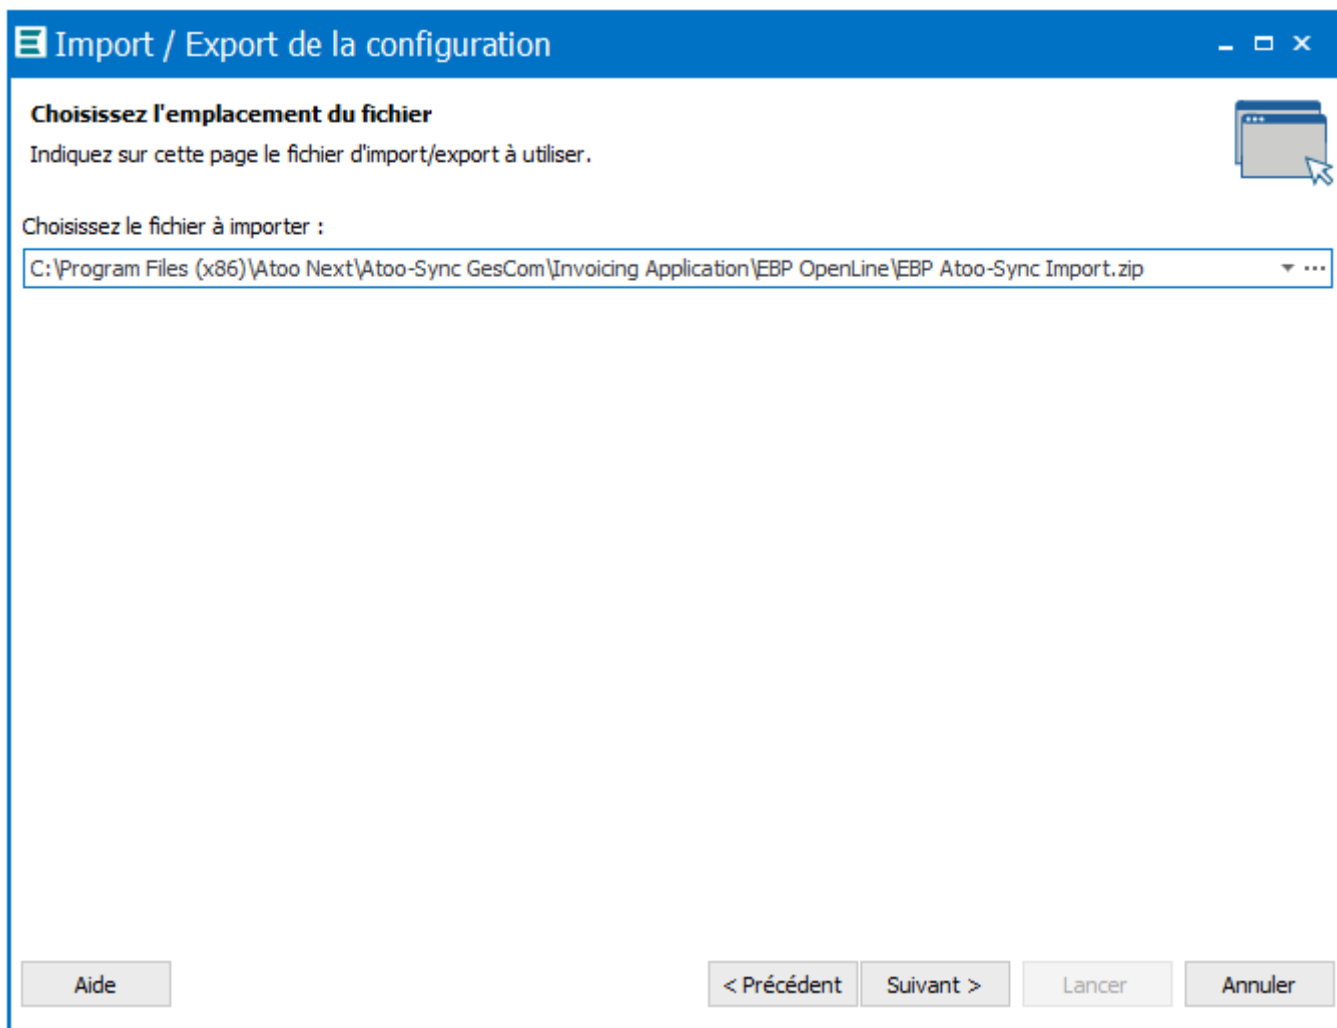 Import / Export de la configuration
Choisissez l'emplacement du fichier
Indiquez sur cette page le fichier d'import/export à utiliser.
Choisissez le fichier à importer :
C:\Program Files (x86)\Atoo Next\Atoo-Sync GesCom\Invoicing Application\EBP OpenLine\EBP Atoo-Sync Import.zip
Aide < Précédent Suivant > Lancer Annuler